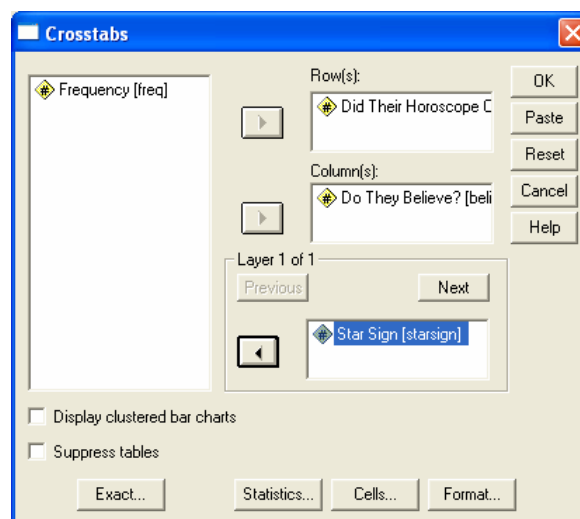 Crosstabs
Frequency [freq]
Row(s):
# Did Their Horoscope C
Column(s):
# Do They Believe? [beli
Layer 1 of 1
Previous
Next
# Star Sign [starsign]
OK
Paste
Reset
Cancel
Help
Display clustered bar charts
Suppress tables
Exact...
Statistics...
Cells...
Format...